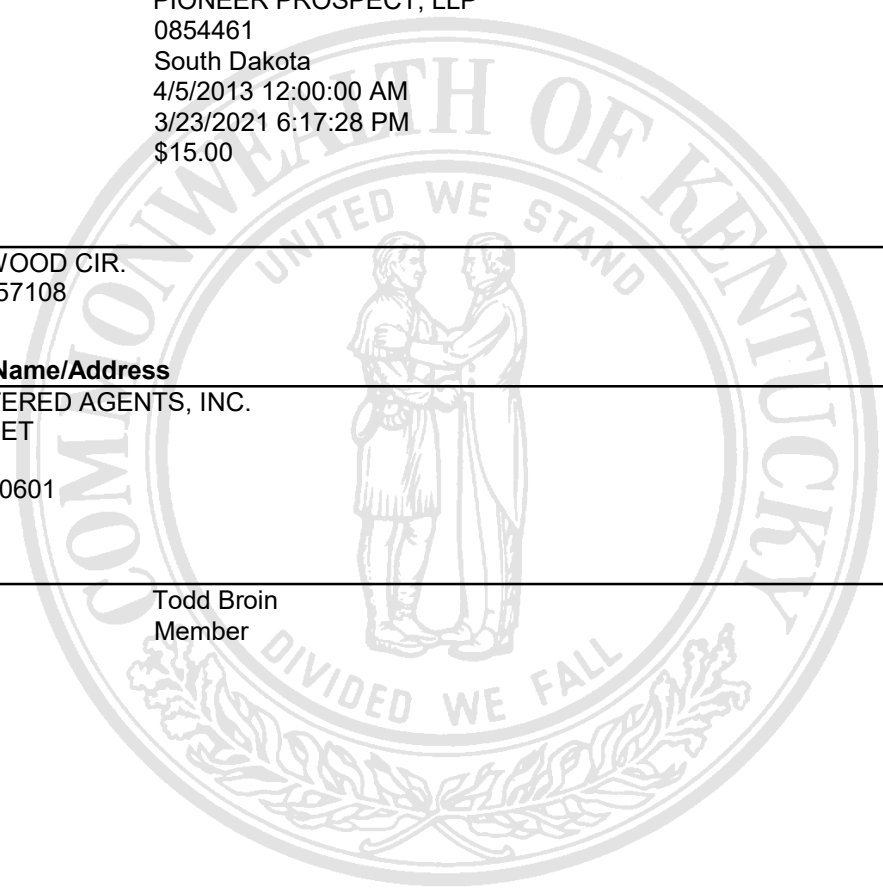 PIONEER PROSPECT, LLP
0854461
South Dakota
4/5/2013 12:00:00 AM
3/23/2021 6:17:28 PM
$15.00
COMMONWEALTH OF KENTUCKY
UNITED WE STAND
WOOD CIR.
57108
Name/Address
TERED AGENTS, INC.
ET
0601
Todd Broin
Member
DIVIDED WE FALL